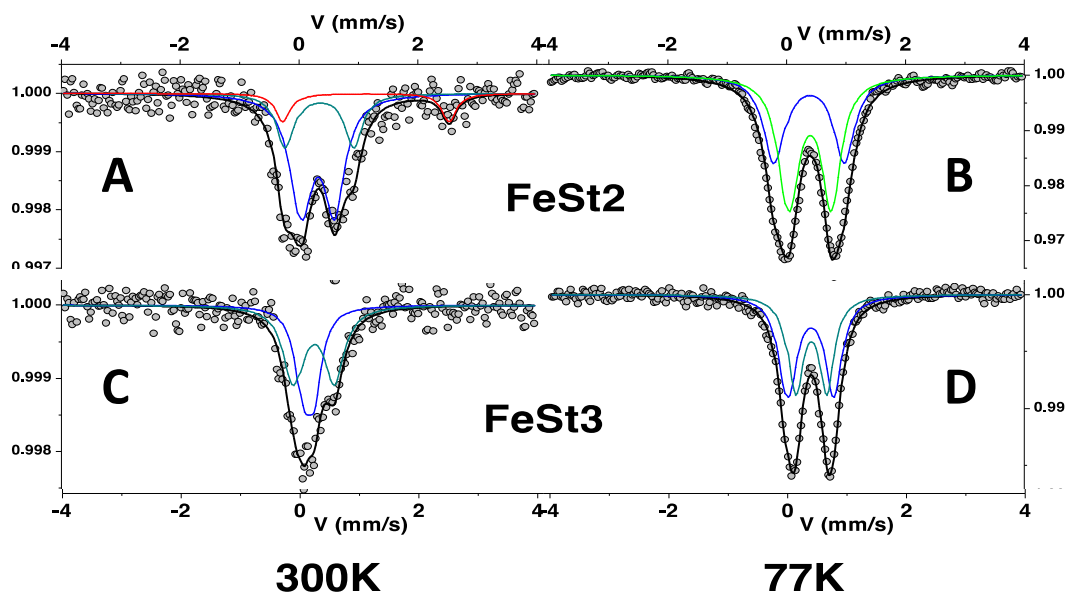 V (mm/s) V (mm/s)
-4 -2 0 2 4 -4 -2 0 2 4
1.000 0.999 0.998 0.997
A
1.00 0.99 0.98 0.97
B
FeSt2
1.000 0.999 0.998
C
1.00 0.99
D
FeSt3
-4 -2 0 2 4 -4 -2 0 2 4
V (mm/s) V (mm/s)
300K 77K